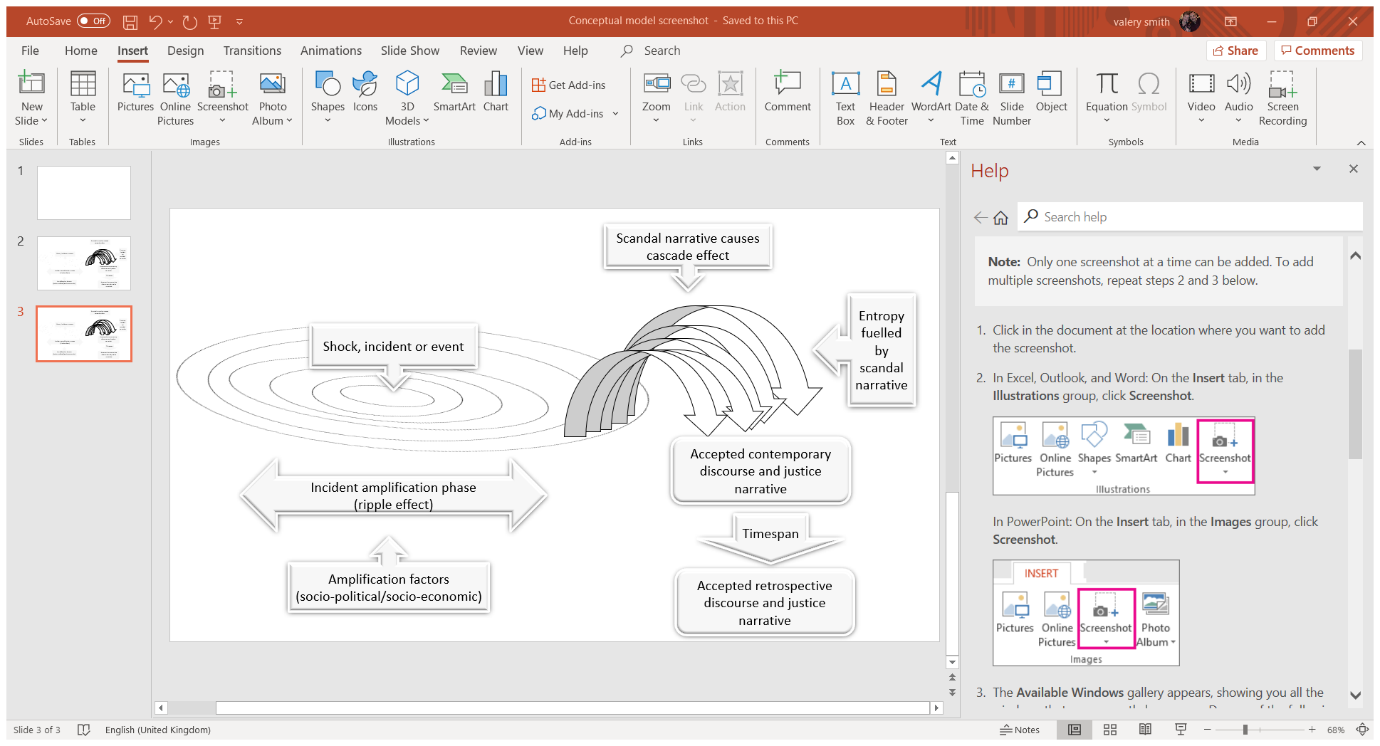 AutoSave Off
Conceptual model screenshot - Saved to this PC
valery smith
File Home Insert Design Transitions Animations Slide Show Review View Help Search
Share Comments
New Slide
Slides
Table
Tables
Pictures
Online Pictures
Screenshot
Photo Album
Images
Shapes
Icons
3D Models
SmartArt
Chart
Illustrations
Get Add-ins
My Add-ins
Add-ins
Zoom
Link
Action
Links
Comment
Comments
Text Box
Header & Footer
WordArt
Date & Time
Slide Number
Object
Text
Equation
Symbol
Symbols
Video
Audio
Screen Recording
Media
1
2
3
Scandal narrative causes
cascade effect
Shock, incident or event
Entropy
fuelled
by
scandal
narrative
Accepted contemporary
discourse and justice
narrative
Incident amplification phase
(ripple effect)
Timespan
Amplification factors
(socio-political/socio-economic)
Accepted retrospective
discourse and justice
narrative
Help
Search help
Note: Only one screenshot at a time can be added. To add
multiple screenshots, repeat steps 2 and 3 below.
1. Click in the document at the location where you want to add
the screenshot.
2. In Excel, Outlook, and Word: On the Insert tab, in the
Illustrations group, click Screenshot.
Pictures
Online Pictures
Shapes
SmartArt
Chart
Screenshot
Illustrations
In PowerPoint: On the Insert tab, in the Images group, click
Screenshot.
INSERT
Pictures
Online Pictures
Screenshot
Photo Album
Images
3. The Available Windows gallery appears, showing you all the
Slide 3 of 3
English (United Kingdom)
Notes
68%